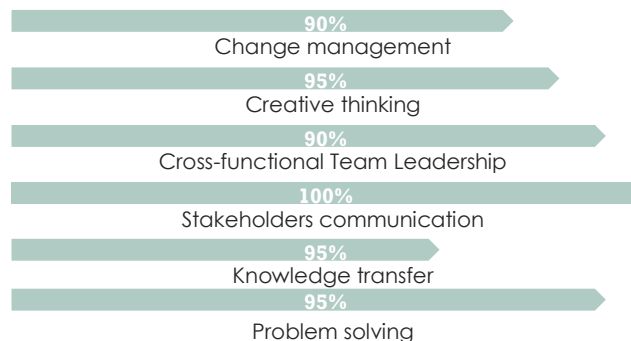 90%
Change management
95%
Creative thinking
90%
Cross-functional Team Leadership
100%
Stakeholders communication
95%
Knowledge transfer
95%
Problem solving